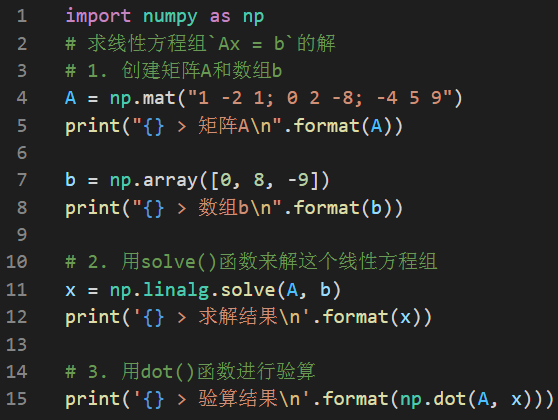 1 import numpy as np
2 # 求线性方程组`Ax = b`的解
3 # 1. 创建矩阵A和数组b
4 A = np.mat("1 -2 1; 0 2 -8; -4 5 9")
5 print("{} > 矩阵A\n".format(A))
6
7 b = np.array([0, 8, -9])
8 print("{} > 数组b\n".format(b))
9
10 # 2. 用solve()函数来解这个线性方程组
11 x = np.linalg.solve(A, b)
12 print('{} > 求解结果\n'.format(x))
13
14 # 3. 用dot()函数进行验算
15 print('{} > 验算结果\n'.format(np.dot(A, x)))